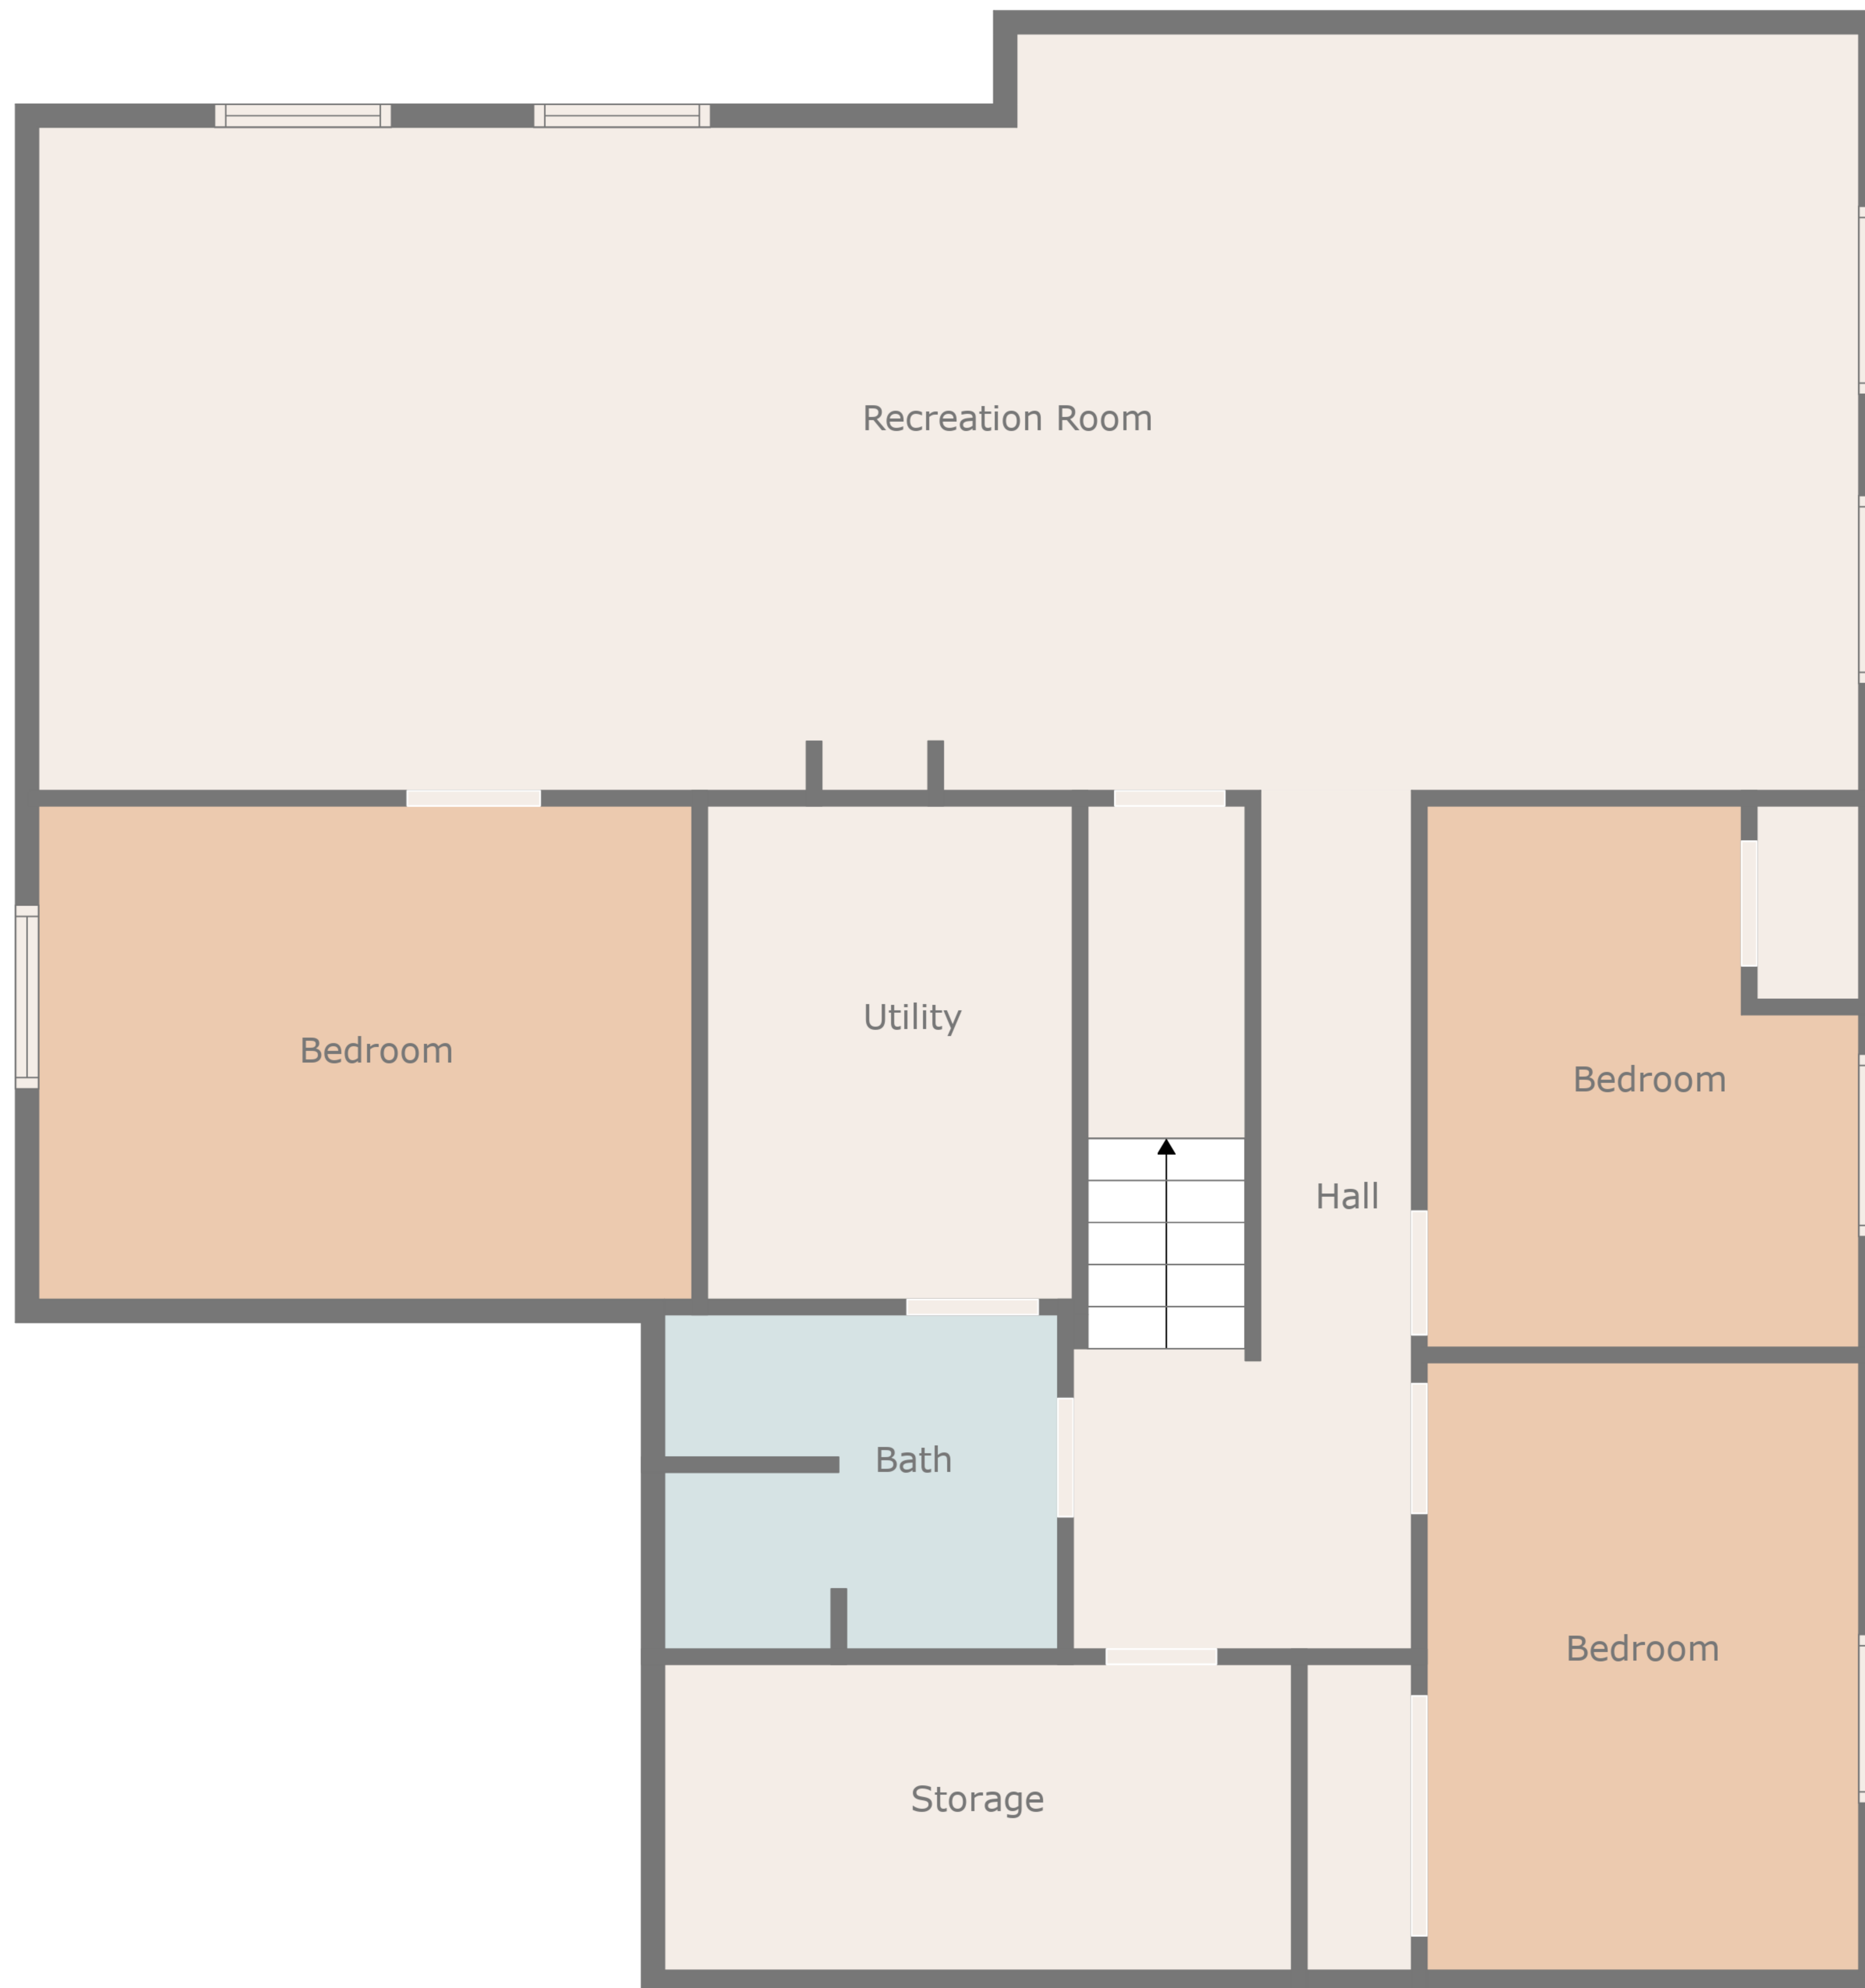 Recreation Room
Utility
Bedroom
Bedroom
Hall
Bath
Bedroom
Storage